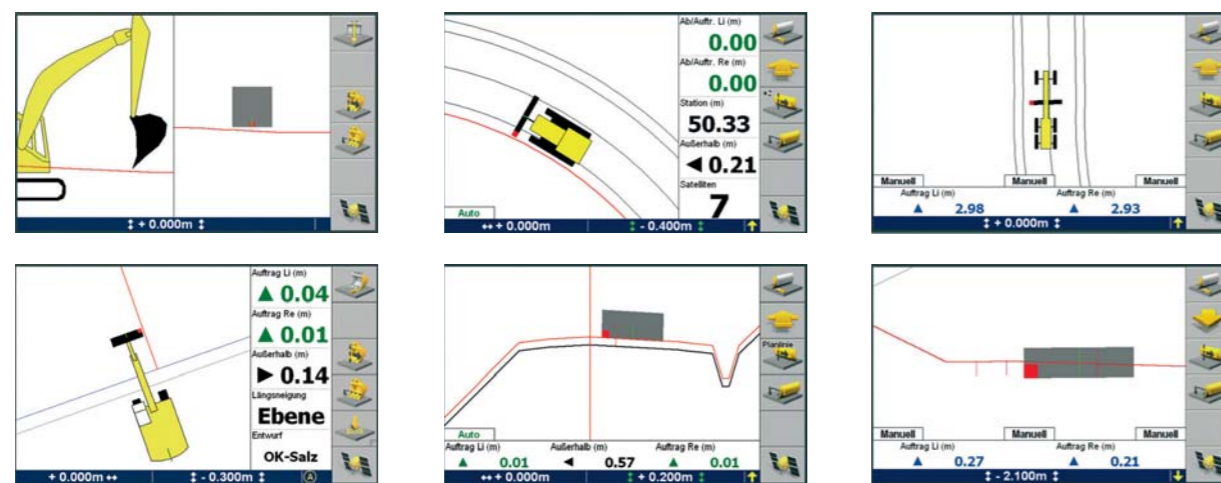 + 0.000m
Ab/Auftr. Li (m)
0.00
Ab/Auftr. Re (m)
0.00
Station (m)
50.33
Außerhalb (m)
◄ 0.21
Satelliten
7
Auto
+ 0.000m - 0.400m
Manuell Manuell Manuell
Auftrag Li (m) Auftrag Re (m)
▲ 2.98 ▲ 2.93
+ 0.000m
Auftrag Li (m)
▲ 0.04
Auftrag Re (m)
▲ 0.01
Außerhalb (m)
► 0.14
Längsneigung
Ebene
Entwurf
OK-Salz
+ 0.000m - 0.300m A
Planlinie
Auto
Auftrag Li (m) Außerhalb (m) Auftrag Re (m)
▲ 0.01 ◄ 0.57 ▲ 0.01
+ 0.000m + 0.200m
Manuell Manuell Manuell
Auftrag Li (m) Auftrag Re (m)
▲ 0.27 ▲ 0.21
- 2.100m